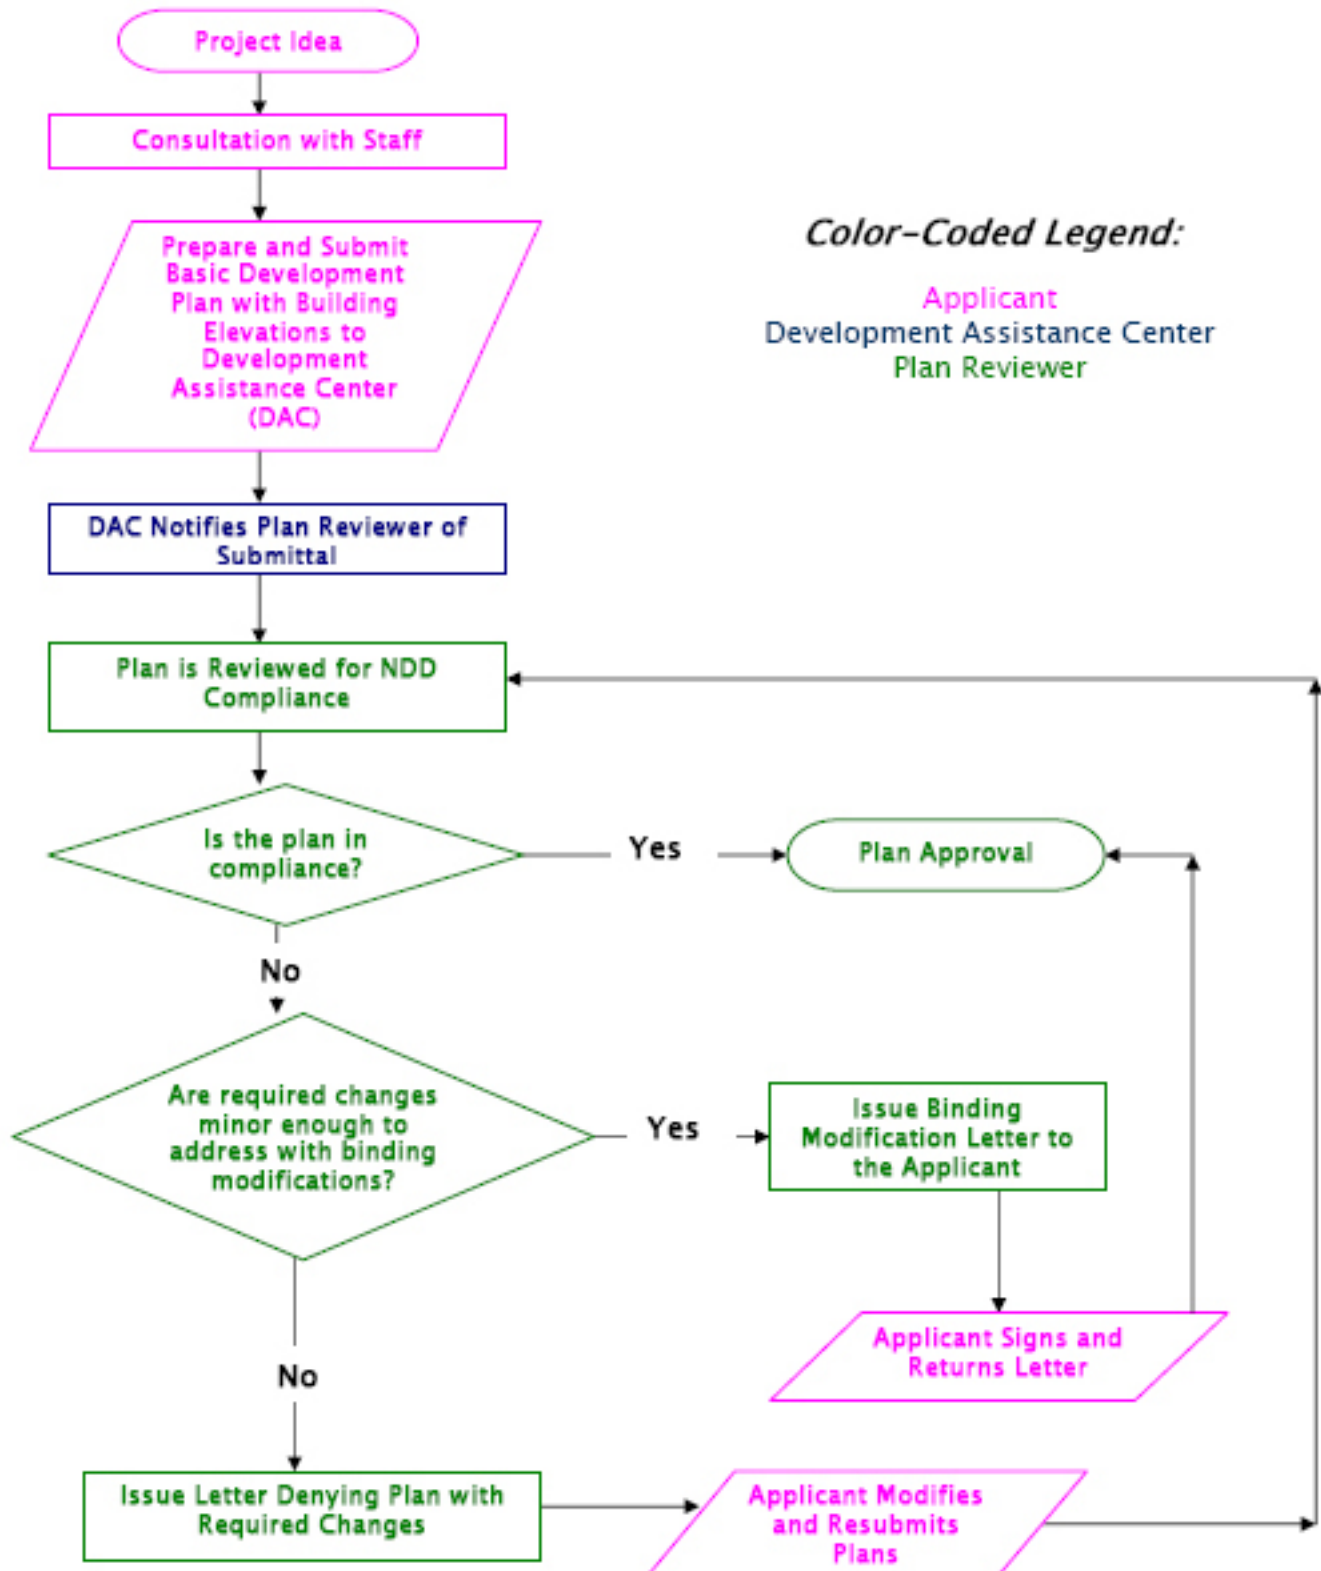 Project Idea
Consultation with Staff
Prepare and Submit
Basic Development
Plan with Building
Elevations to
Development
Assistance Center
(DAC)
Color-Coded Legend:
Applicant
Development Assistance Center
Plan Reviewer
DAC Notifies Plan Reviewer of
Submittal
Plan is Reviewed for NDD
Compliance
Is the plan in
compliance?
Yes
Plan Approval
No
Are required changes
minor enough to
address with binding
modifications?
Yes
Issue Binding
Modification Letter to
the Applicant
Applicant Signs and
Returns Letter
No
Issue Letter Denying Plan with
Required Changes
Applicant Modifies
and Resubmits
Plans